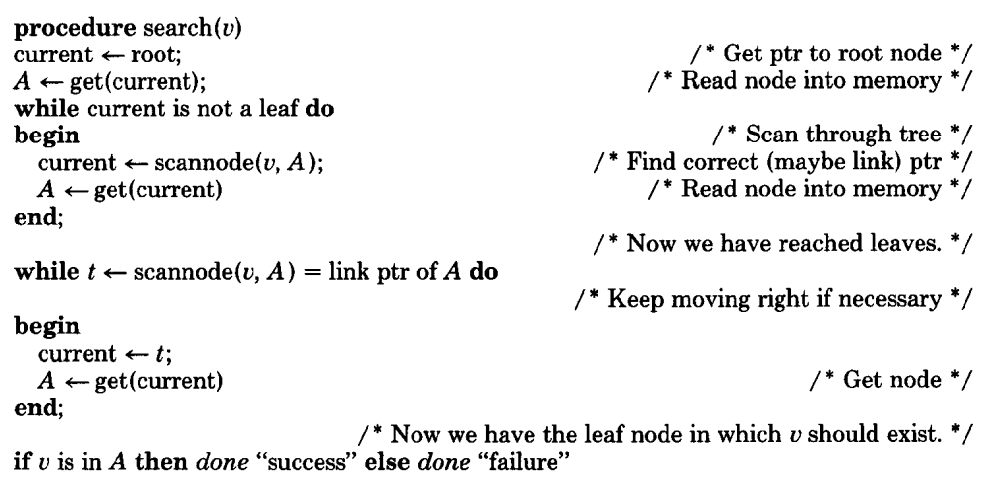 procedure search(v)
current ← root; /* Get ptr to root node */
A ← get(current); /* Read node into memory */
while current is not a leaf do
begin /* Scan through tree */
current ← scannode(v, A); /* Find correct (maybe link) ptr */
A ← get(current) /* Read node into memory */
end;
/* Now we have reached leaves. */
while t ← scannode(v, A) = link ptr of A do
/* Keep moving right if necessary */
begin
current ← t;
A ← get(current) /* Get node */
end;
/* Now we have the leaf node in which v should exist. */
if v is in A then done “success” else done “failure”